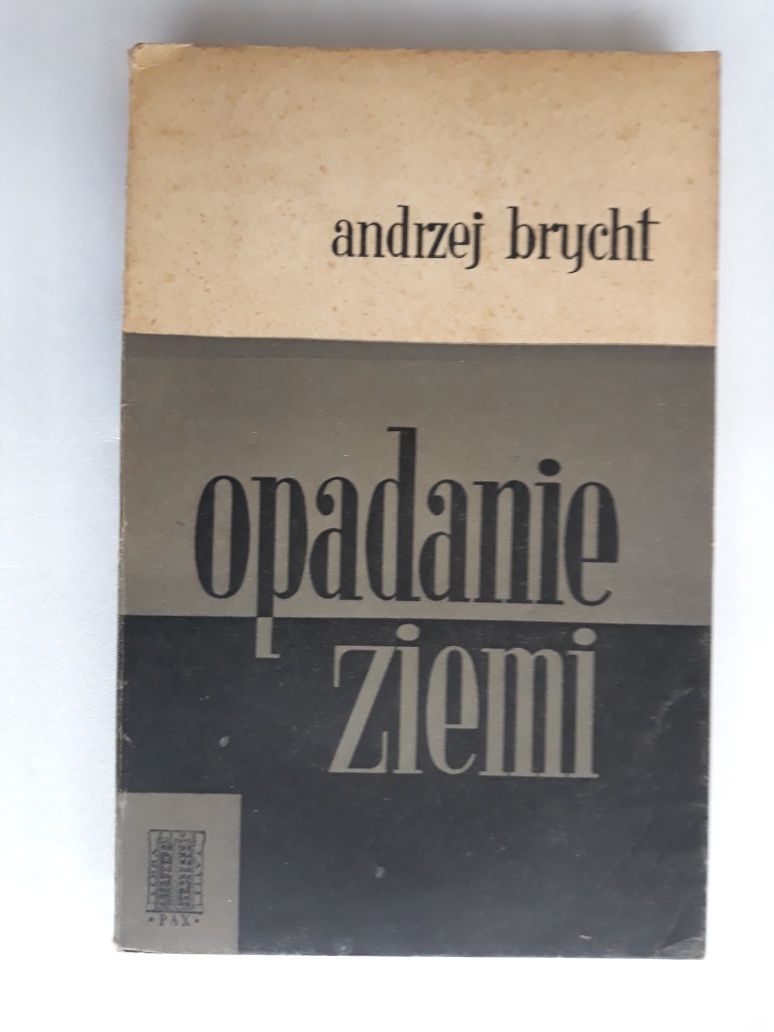 andrzej brycht
opadanie
ziemi
• PAX •